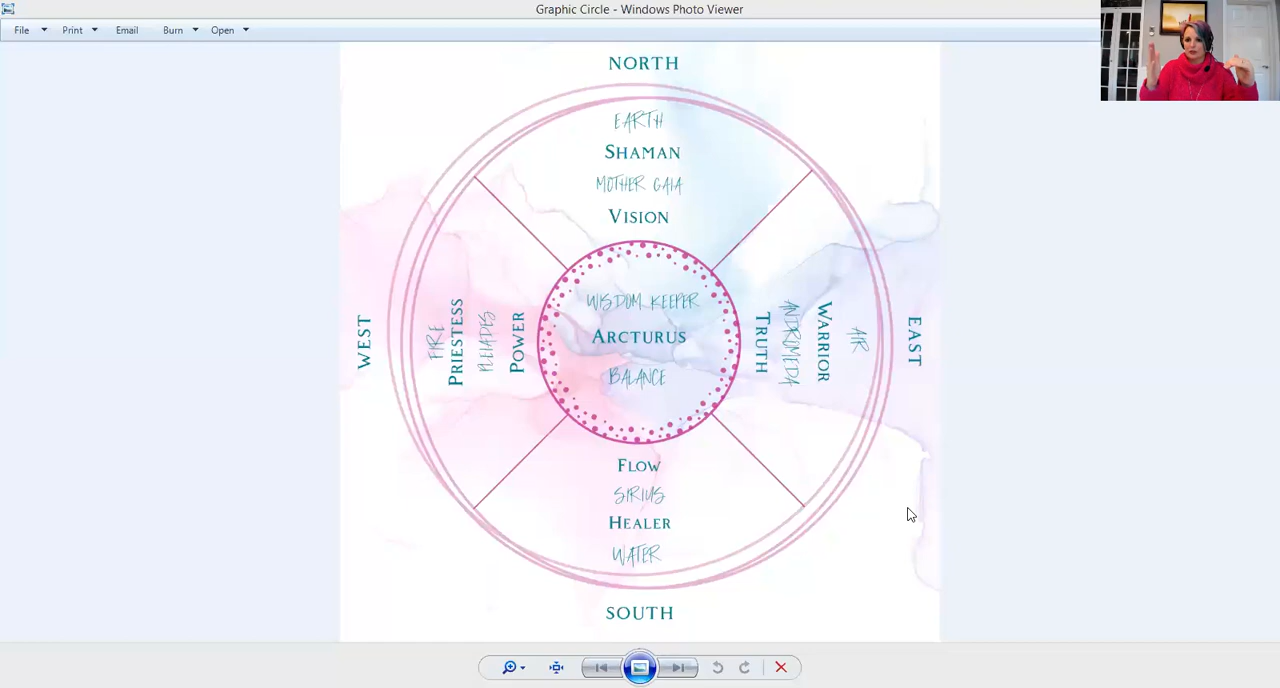 Graphic Circle - Windows Photo Viewer
File Print Email Burn Open
NORTH
EARTH
SHAMAN
MOTHER GAIA
VISION
WEST
FIRE
PRIESTESS
PLEIADES
POWER
WISDOM KEEPER
ARCTURUS
BALANCE
TRUTH
ANDROMEDA
WARRIOR
AIR
EAST
FLOW
SIRIUS
HEALER
WATER
SOUTH